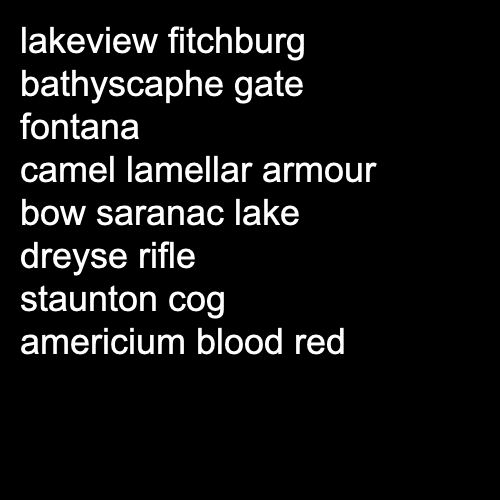 lakeview fitchburg
bathyscaphe gate
fontana
camel lamellar armour
bow saranac lake
dreyse rifle
staunton cog
americium blood red